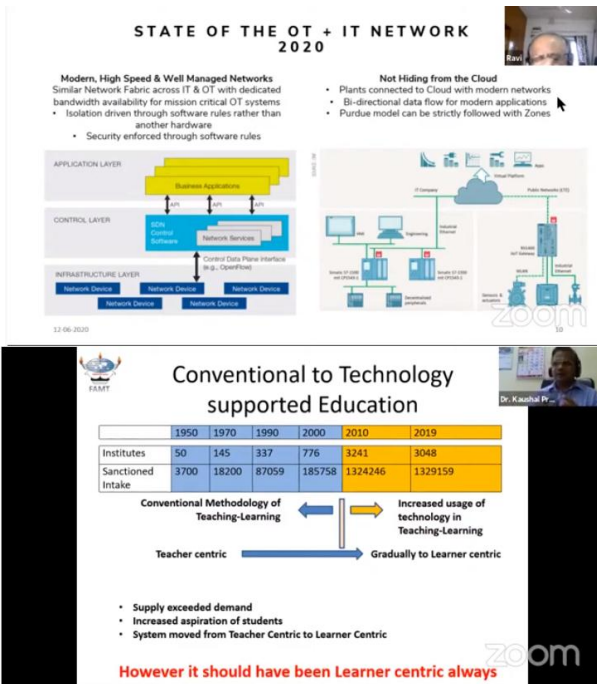 STATE OF THE OT + IT NETWORK
2020
Ravi
Modern, High Speed & Well Managed Networks
Similar Network Fabric across IT & OT with dedicated
bandwidth availability for mission critical OT systems
• Isolation driven through software rules rather than
another hardware
• Security enforced through software rules
Not Hiding from the Cloud
• Plants connected to Cloud with modern networks
• Bi-directional data flow for modern applications
• Purdue model can be strictly followed with Zones
APPLICATION LAYER
Business Applications
API API API
CONTROL LAYER
SDN
Control
Software
Network Services
Control Data Plane Interface
(e.g., OpenFlow)
INFRASTRUCTURE LAYER
Network Device Network Device Network Device
Network Device Network Device
Virtual Platform
IT Company
Public Networks (LTE)
Industrial
Ethernet
Engineering
IIoT Gateway
WLAN
Industrial
Ethernet
Decentralised
peripherals
Sensors &
actuators
zoom
12-06-2020
10
FAMT
Conventional to Technology
supported Education
Dr. Kaushal Pr...
1950 1970 1990 2000 2010 2019
Institutes 50 145 337 776 3241 3048
Sanctioned Intake 3700 18200 87059 185758 1324246 1329159
Conventional Methodology of
Teaching-Learning
Increased usage of
technology in
Teaching-Learning
Teacher centric
Gradually to Learner centric
• Supply exceeded demand
• Increased aspiration of students
• System moved from Teacher Centric to Learner Centric
zoom
However it should have been Learner centric always